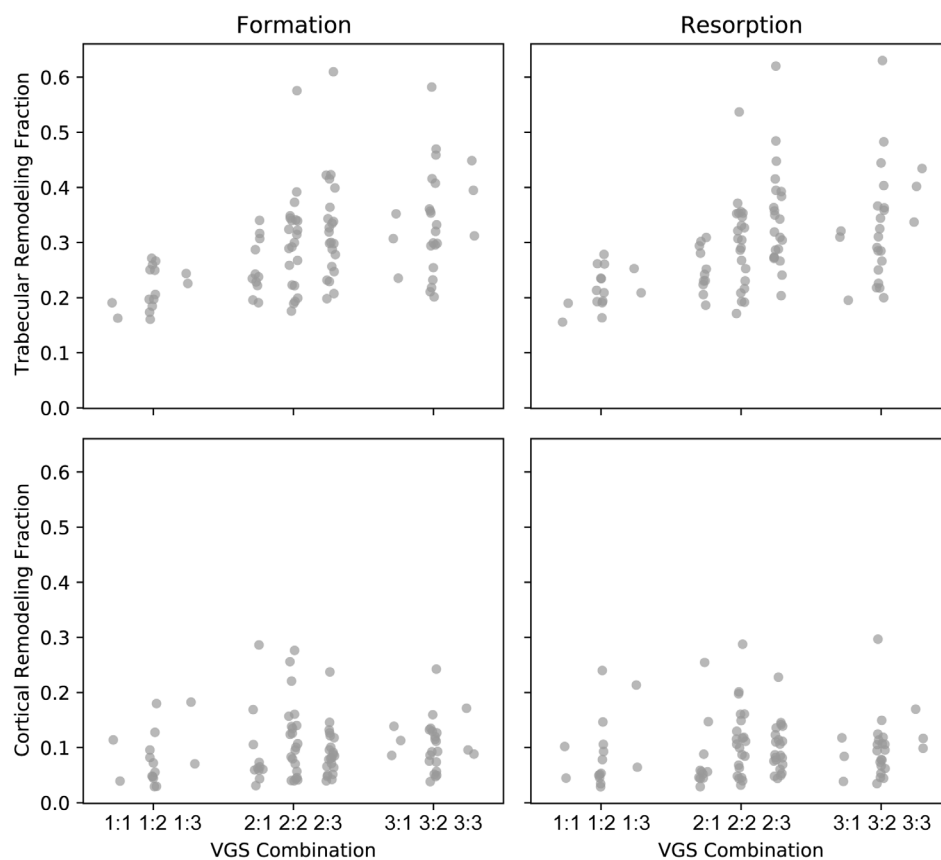 Formation
Resorption
Trabecular Remodeling Fraction
0.6
0.5
0.4
0.3
0.2
0.1
0.0
Cortical Remodeling Fraction
0.6
0.5
0.4
0.3
0.2
0.1
0.0
1:1 1:2 1:3 2:1 2:2 2:3 3:1 3:2 3:3
1:1 1:2 1:3 2:1 2:2 2:3 3:1 3:2 3:3
VGS Combination
VGS Combination